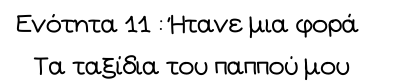 Ενότητα 11 : Ήτανε μια φορά
Τα ταξίδια του παππού μου